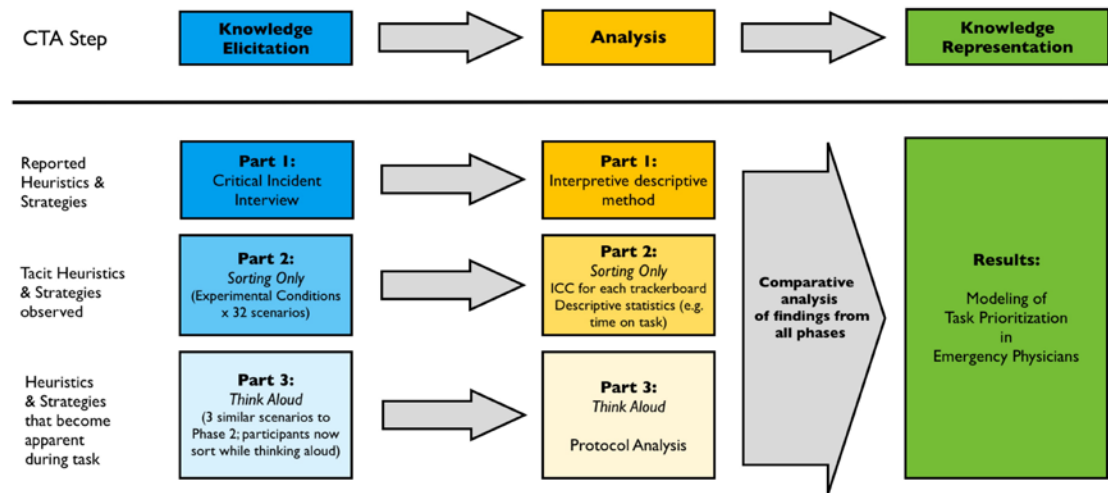 CTA Step
Knowledge
Elicitation
Analysis
Knowledge
Representation
Reported
Heuristics &
Strategies
Part 1:
Critical Incident
Interview
Part 1:
Interpretive descriptive
method
Tacit Heuristics
& Strategies
observed
Part 2:
Sorting Only
(Experimental Conditions
x 32 scenarios)
Part 2:
Sorting Only
ICC for each trackerboard
Descriptive statistics (e.g.
time on task)
Heuristics
& Strategies
that become
apparent
during task
Part 3:
Think Aloud
(3 similar scenarios to
Phase 2; participants now
sort while thinking aloud)
Part 3:
Think Aloud
Protocol Analysis
Comparative
analysis
of findings from
all phases
Results:
Modeling of
Task Prioritization
in
Emergency Physicians